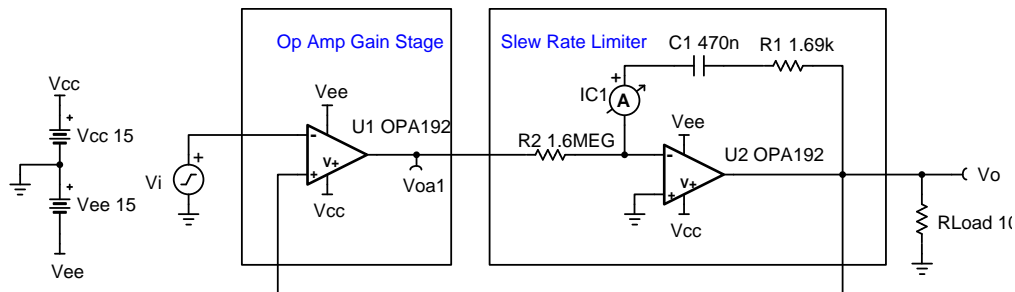 Op Amp Gain Stage
Slew Rate Limiter
C1 470n
R1 1.69k
Vcc
+
Vcc 15
+
Vee 15
Vee
Vi
+
Vee
U1 OPA192
-
+
V+
Vcc
Voa1
R2 1.6MEG
IC1
+
A
Vee
U2 OPA192
-
+
V+
Vcc
Vo
RLoad 10